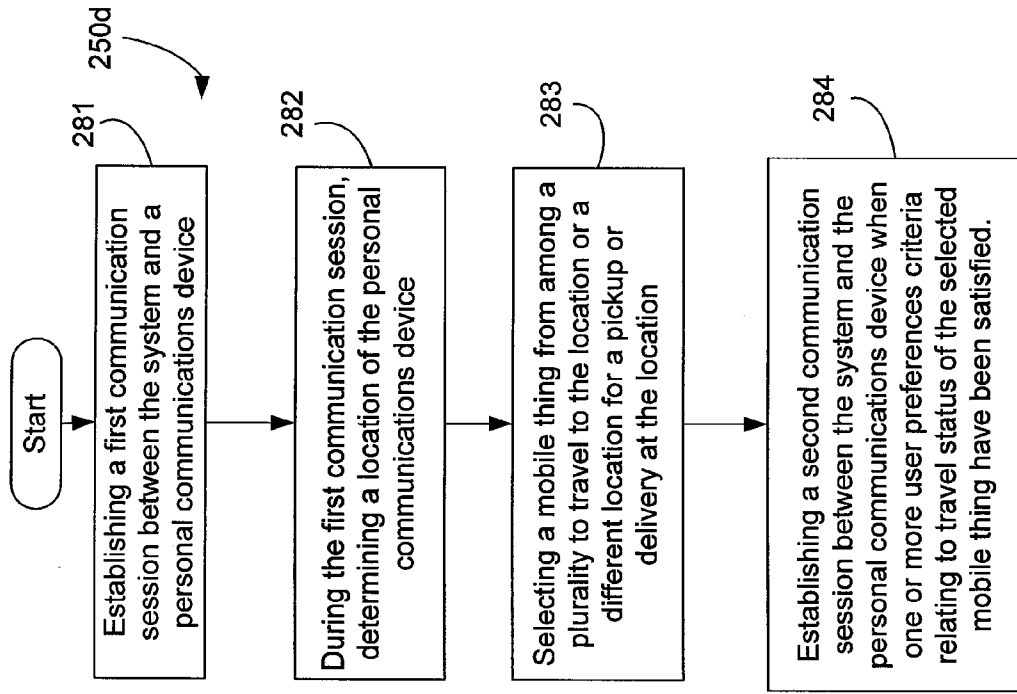 Start
250d
281
Establishing a first communication
session between the system and a
personal communications device
282
During the first communication session,
determining a location of the personal
communications device
283
Selecting a mobile thing from among a
plurality to travel to the location or a
different location for a pickup or
delivery at the location
284
Establishing a second communication
session between the system and the
personal communications device when
one or more user preferences criteria
relating to travel status of the selected
mobile thing have been satisfied.